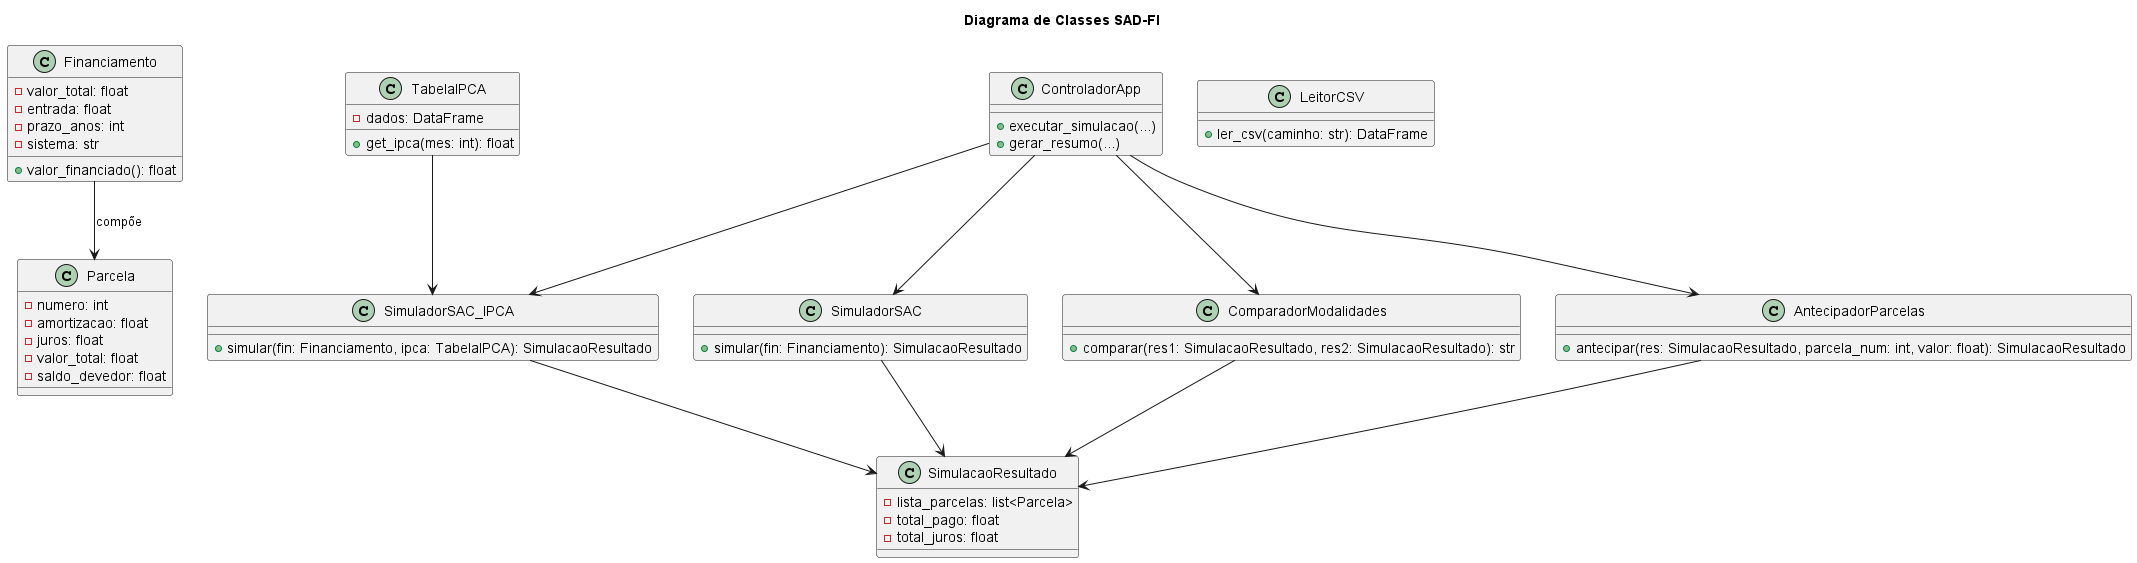 Diagrama de Classes SAD-FI
C Financiamento
valor_total: float
entrada: float
prazo_anos: int
sistema: str
valor_financiado(): float
C TabelaIPCA
dados: DataFrame
get_ipca(mes: int): float
C ControladorApp
executar_simulacao(...)
gerar_resumo(...)
C LeitorCSV
ler_csv(caminho: str): DataFrame
compõe
C Parcela
numero: int
amortizacao: float
juros: float
valor_total: float
saldo_devedor: float
C SimuladorSAC_IPCA
simular(fin: Financiamento, ipca: TabelaIPCA): SimulacaoResultado
C SimuladorSAC
simular(fin: Financiamento): SimulacaoResultado
C ComparadorModalidades
comparar(res1: SimulacaoResultado, res2: SimulacaoResultado): str
C AntecipadorParcelas
antecipar(res: SimulacaoResultado, parcela_num: int, valor: float): SimulacaoResultado
C SimulacaoResultado
lista_parcelas: list<Parcela>
total_pago: float
total_juros: float